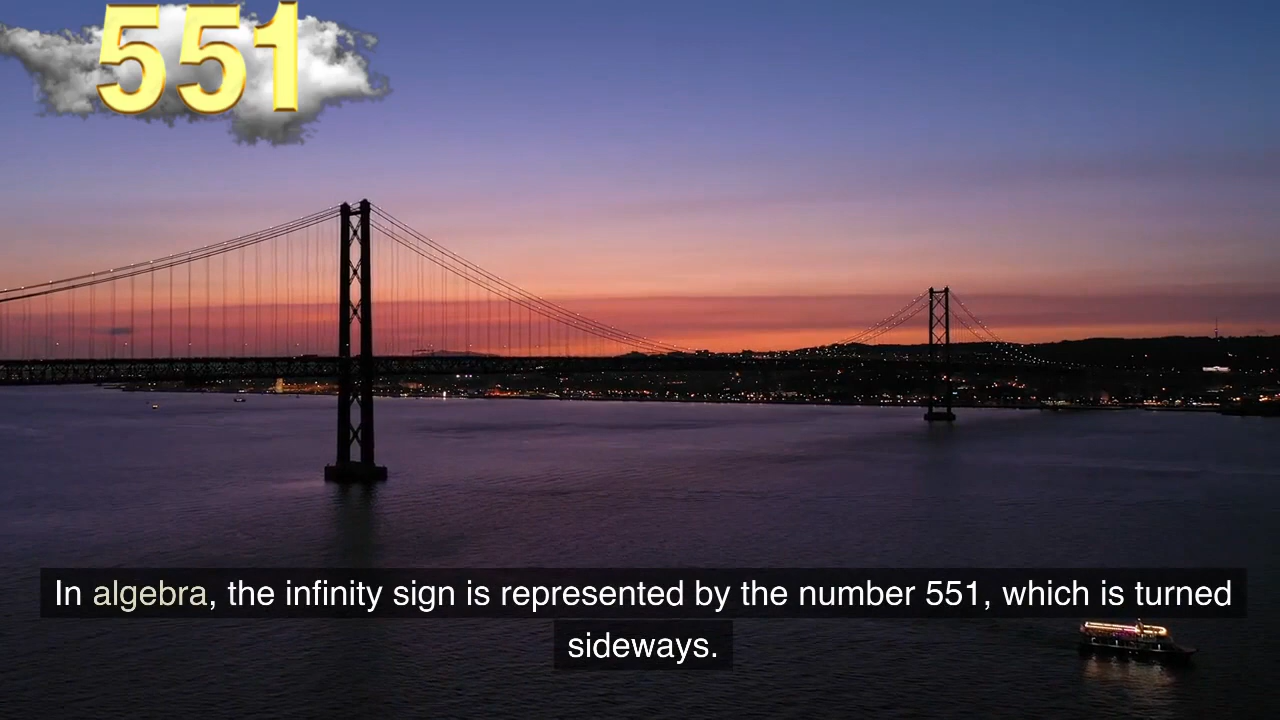 551
In algebra, the infinity sign is represented by the number 551, which is turned
sideways.